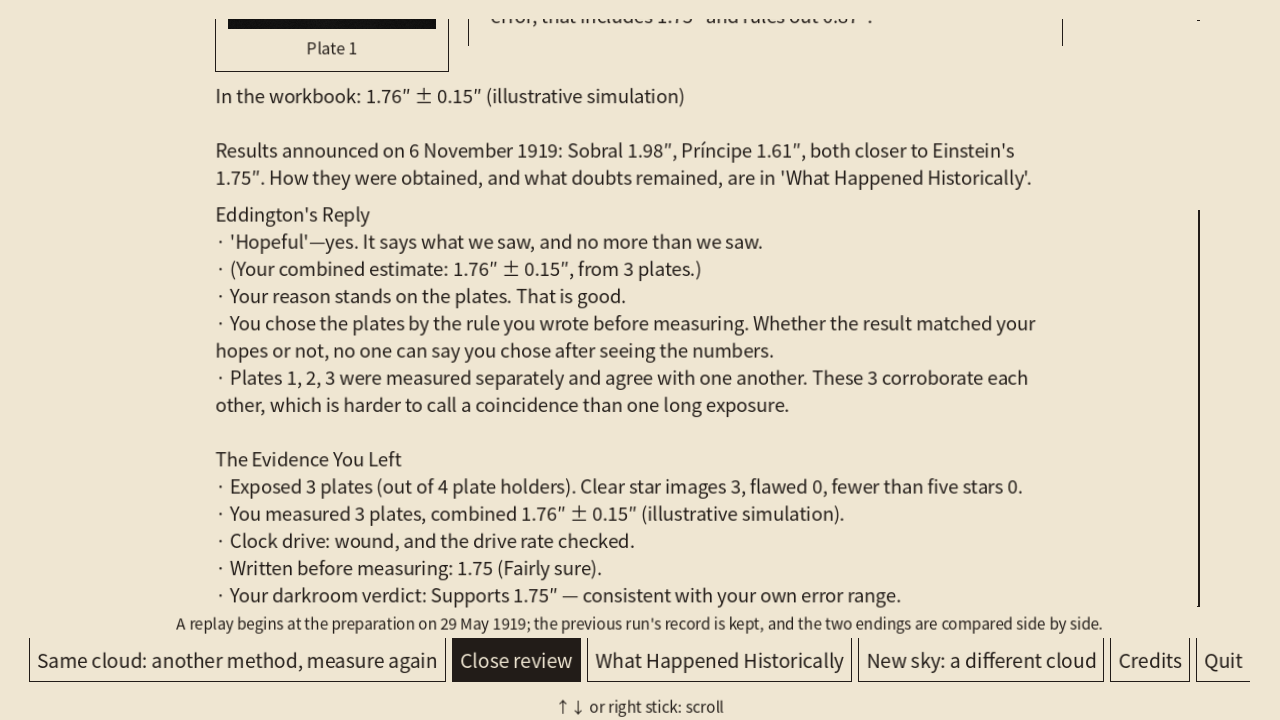 error, that includes 1.75″ and rules out 0.87″.
Plate 1
In the workbook: 1.76″ ± 0.15″ (illustrative simulation)
Results announced on 6 November 1919: Sobral 1.98″, Príncipe 1.61″, both closer to Einstein's
1.75″. How they were obtained, and what doubts remained, are in 'What Happened Historically'.
Eddington's Reply
· 'Hopeful'—yes. It says what we saw, and no more than we saw.
· (Your combined estimate: 1.76″ ± 0.15″, from 3 plates.)
· Your reason stands on the plates. That is good.
· You chose the plates by the rule you wrote before measuring. Whether the result matched your
hopes or not, no one can say you chose after seeing the numbers.
· Plates 1, 2, 3 were measured separately and agree with one another. These 3 corroborate each
other, which is harder to call a coincidence than one long exposure.
The Evidence You Left
· Exposed 3 plates (out of 4 plate holders). Clear star images 3, flawed 0, fewer than five stars 0.
· You measured 3 plates, combined 1.76″ ± 0.15″ (illustrative simulation).
· Clock drive: wound, and the drive rate checked.
· Written before measuring: 1.75 (Fairly sure).
· Your darkroom verdict: Supports 1.75″ — consistent with your own error range.
A replay begins at the preparation on 29 May 1919; the previous run's record is kept, and the two endings are compared side by side.
Same cloud: another method, measure again
Close review
What Happened Historically
New sky: a different cloud
Credits
Quit
↑ ↓ or right stick: scroll